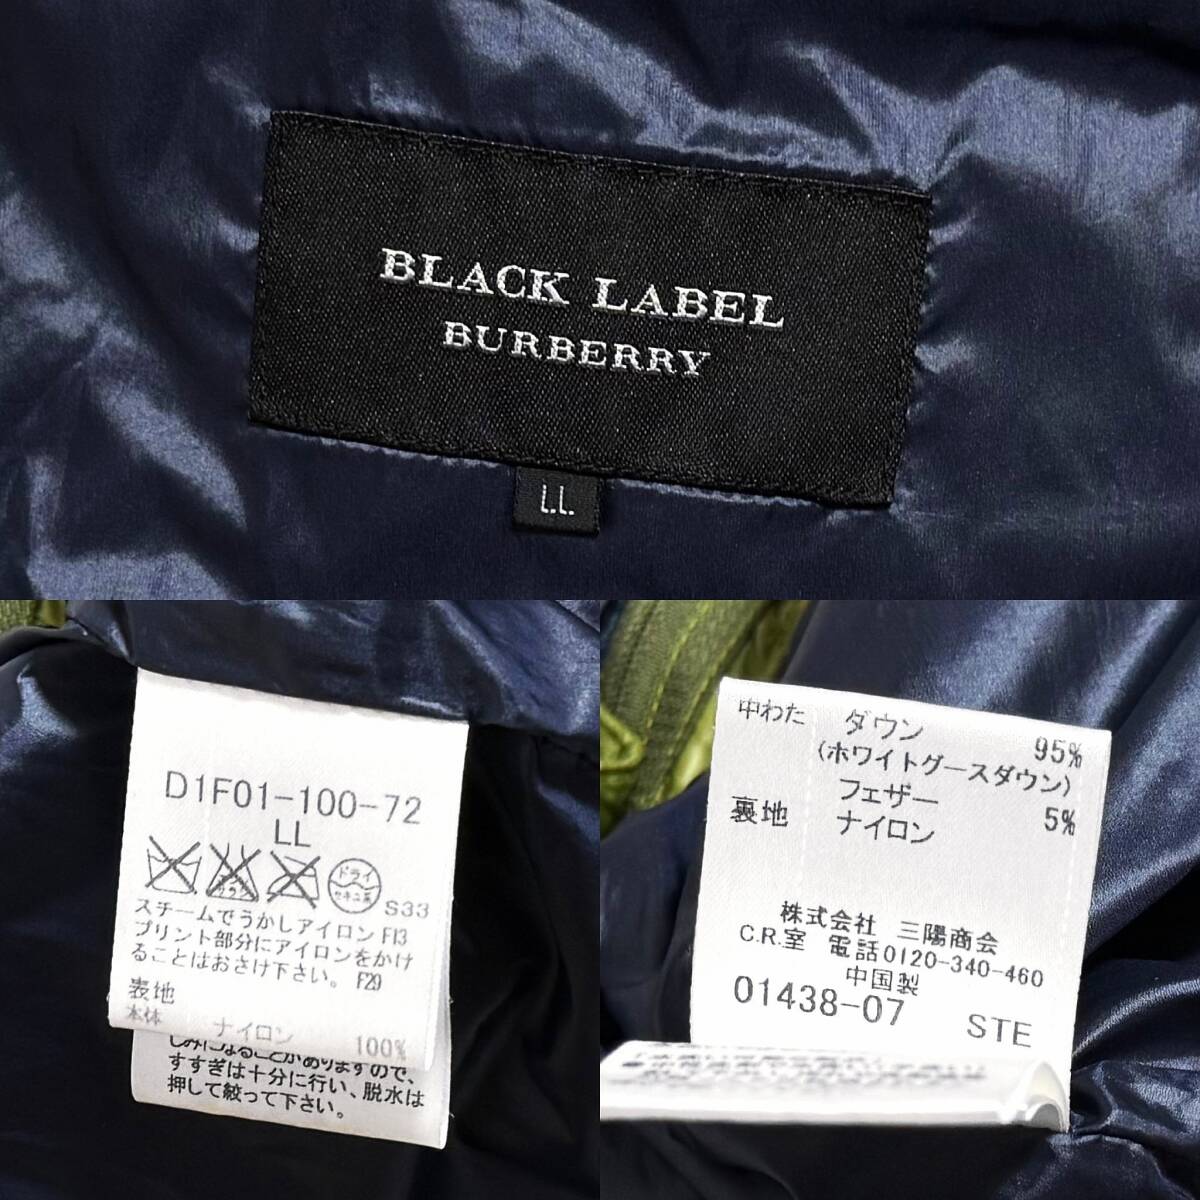 BLACK LABEL
BURBERRY
LL
D1F01-100-72
LL
ドライ
セキユ系
S33
スチームでうかしアイロン F13
プリント部分にアイロンをかけ
ることはおさけ下さい。 F29
表地
本体 ナイロン 100%
しみになることがありますので、
すすぎは十分に行い、脱水は
押して絞って下さい。
中わた ダウン 95%
(ホワイトグースダウン)
フェザー 5%
裏地 ナイロン
株式会社 三陽商会
C.R.室 電話0120-340-460
中国製
01438-07 STE